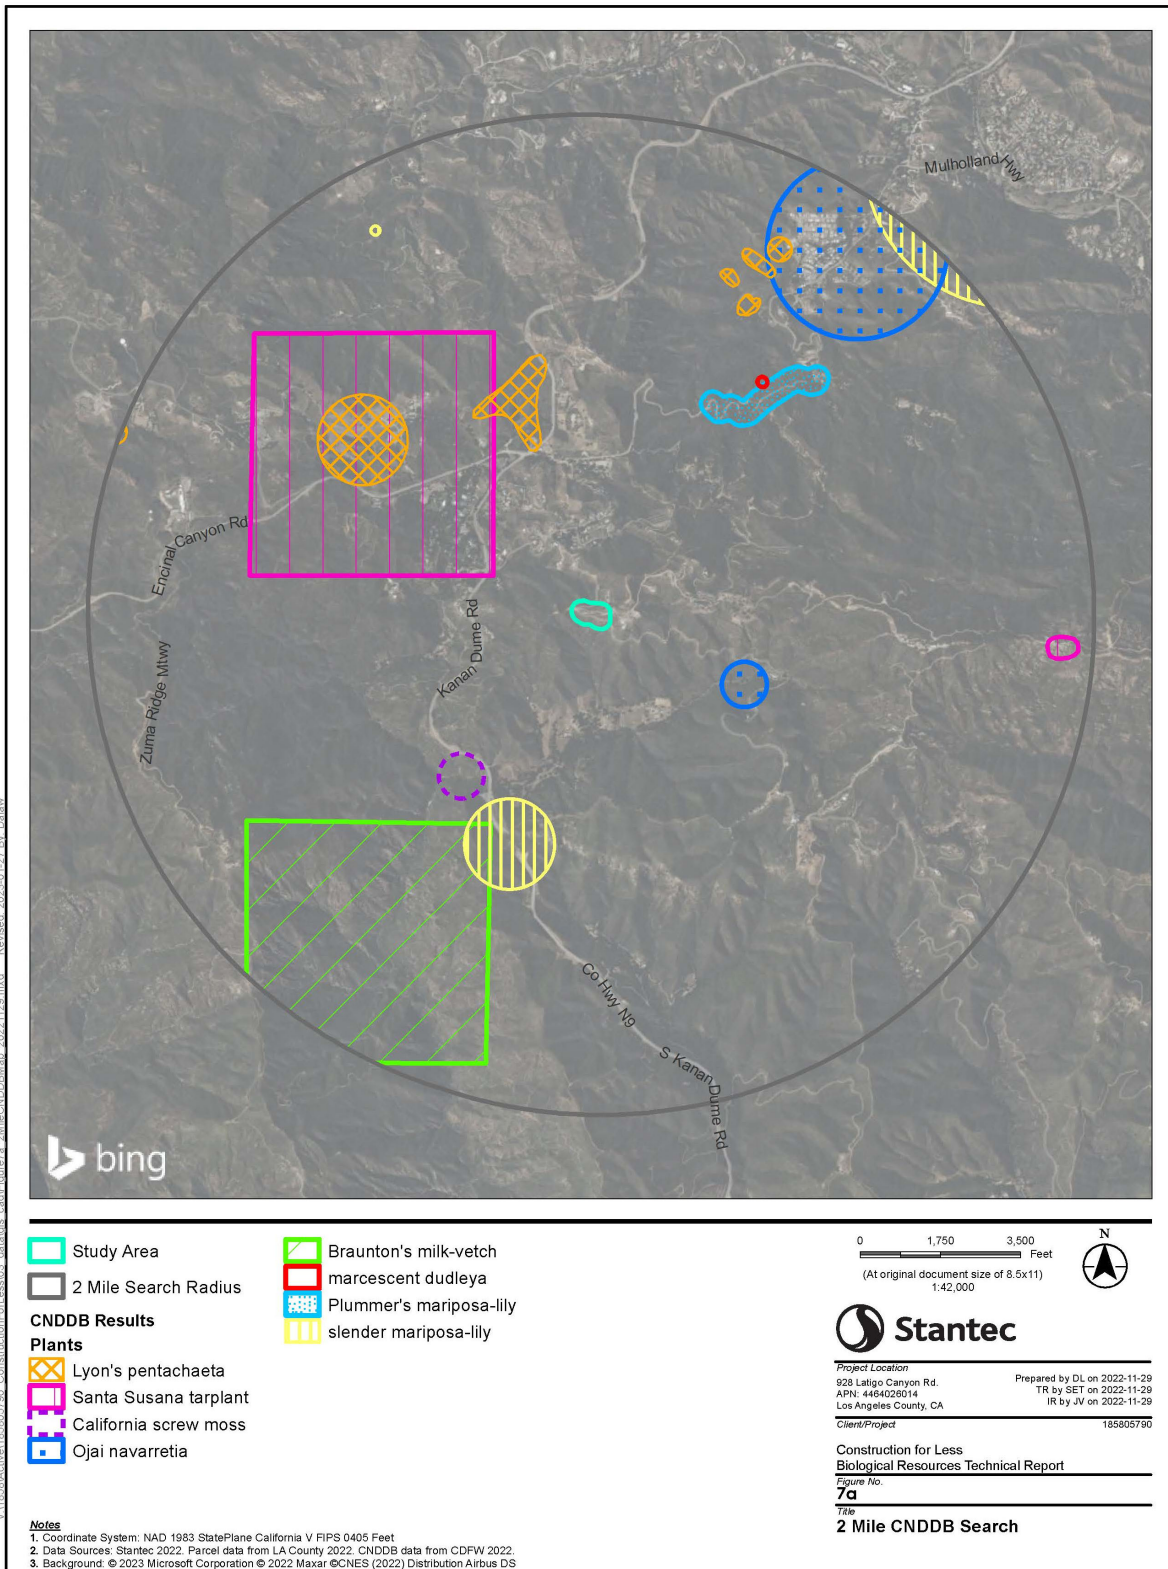 Mulholland Hwy
Encinal Canyon Rd
Kanan Dume Rd
Zuma Ridge Mtwy
Co Hwy N9
S Kanan Dume Rd
bing
Study Area
2 Mile Search Radius
CNDDB Results
Plants
Lyon's pentachaeta
Santa Susana tarplant
California screw moss
Ojai navarretia
Braunton's milk-vetch
marcescent dudleya
Plummer's mariposa-lily
slender mariposa-lily
0 1,750 3,500
Feet
(At original document size of 8.5x11)
1:42,000
N
Stantec
Project Location
928 Latigo Canyon Rd.
APN: 4464026014
Los Angeles County, CA
Prepared by DL on 2022-11-29
TR by SET on 2022-11-29
IR by JV on 2022-11-29
Client/Project 185805790
Construction for Less
Biological Resources Technical Report
Figure No.
7a
Title
2 Mile CNDDB Search
Notes
1. Coordinate System: NAD 1983 StatePlane California V FIPS 0405 Feet
2. Data Sources: Stantec 2022. Parcel data from LA County 2022. CNDDB data from CDFW 2022.
3. Background: © 2023 Microsoft Corporation © 2022 Maxar ©CNES (2022) Distribution Airbus DS